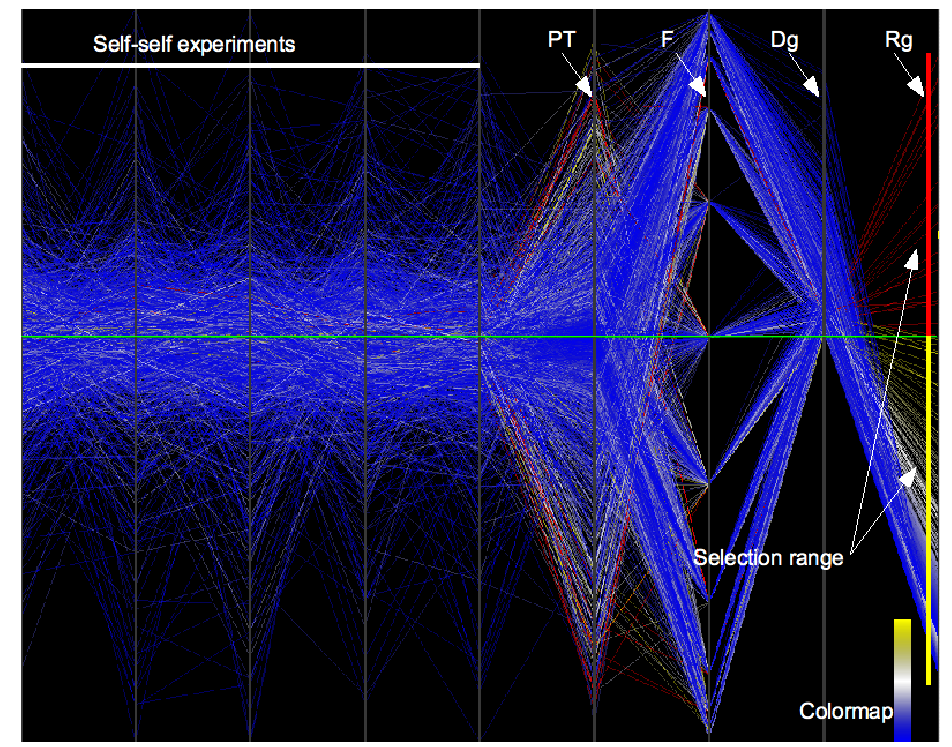 Self-self experiments
PT
F
Dg
Rg
Selection range
Colormap